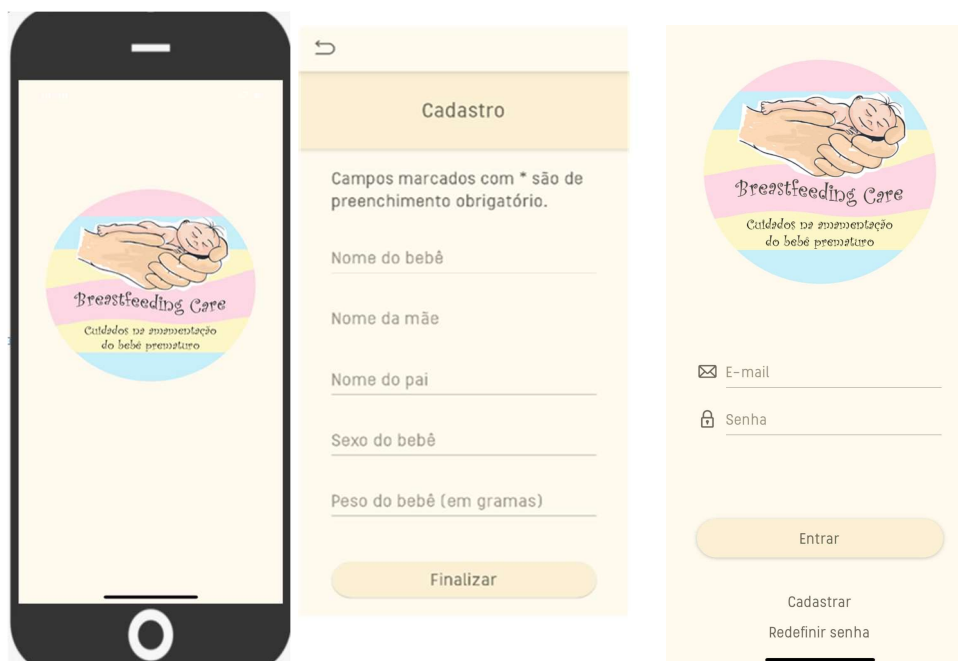 Breastfeeding Care
Cuidados na amamentação
do bebê prematuro
Cadastro
Campos marcados com * são de
preenchimento obrigatório.
Nome do bebê
Nome da mãe
Nome do pai
Sexo do bebê
Peso do bebê (em gramas)
Finalizar
Breastfeeding Care
Cuidados na amamentação
do bebê prematuro
E-mail
Senha
Entrar
Cadastrar
Redefinir senha